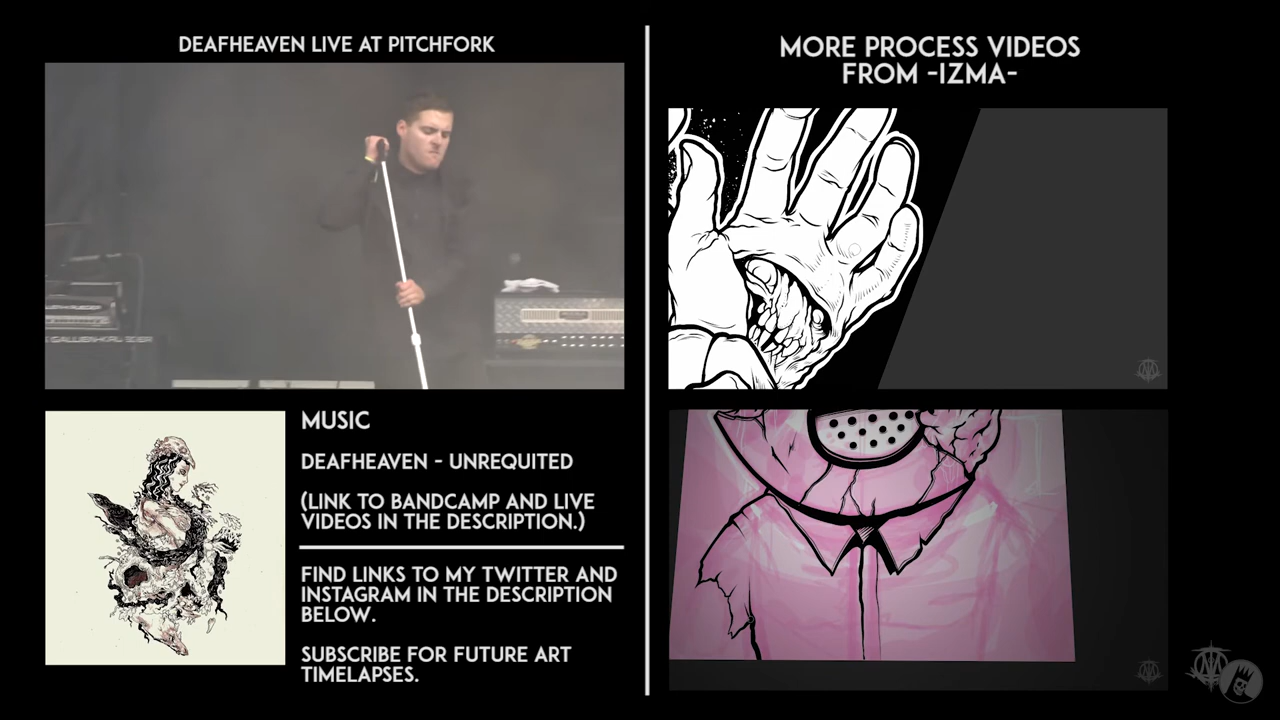 DEAFHEAVEN LIVE AT PITCHFORK
MUSIC
DEAFHEAVEN - UNREQUITED
(LINK TO BANDCAMP AND LIVE
VIDEOS IN THE DESCRIPTION.)
FIND LINKS TO MY TWITTER AND
INSTAGRAM IN THE DESCRIPTION
BELOW.
SUBSCRIBE FOR FUTURE ART
TIMELAPSES.
MORE PROCESS VIDEOS
FROM -IZMA-